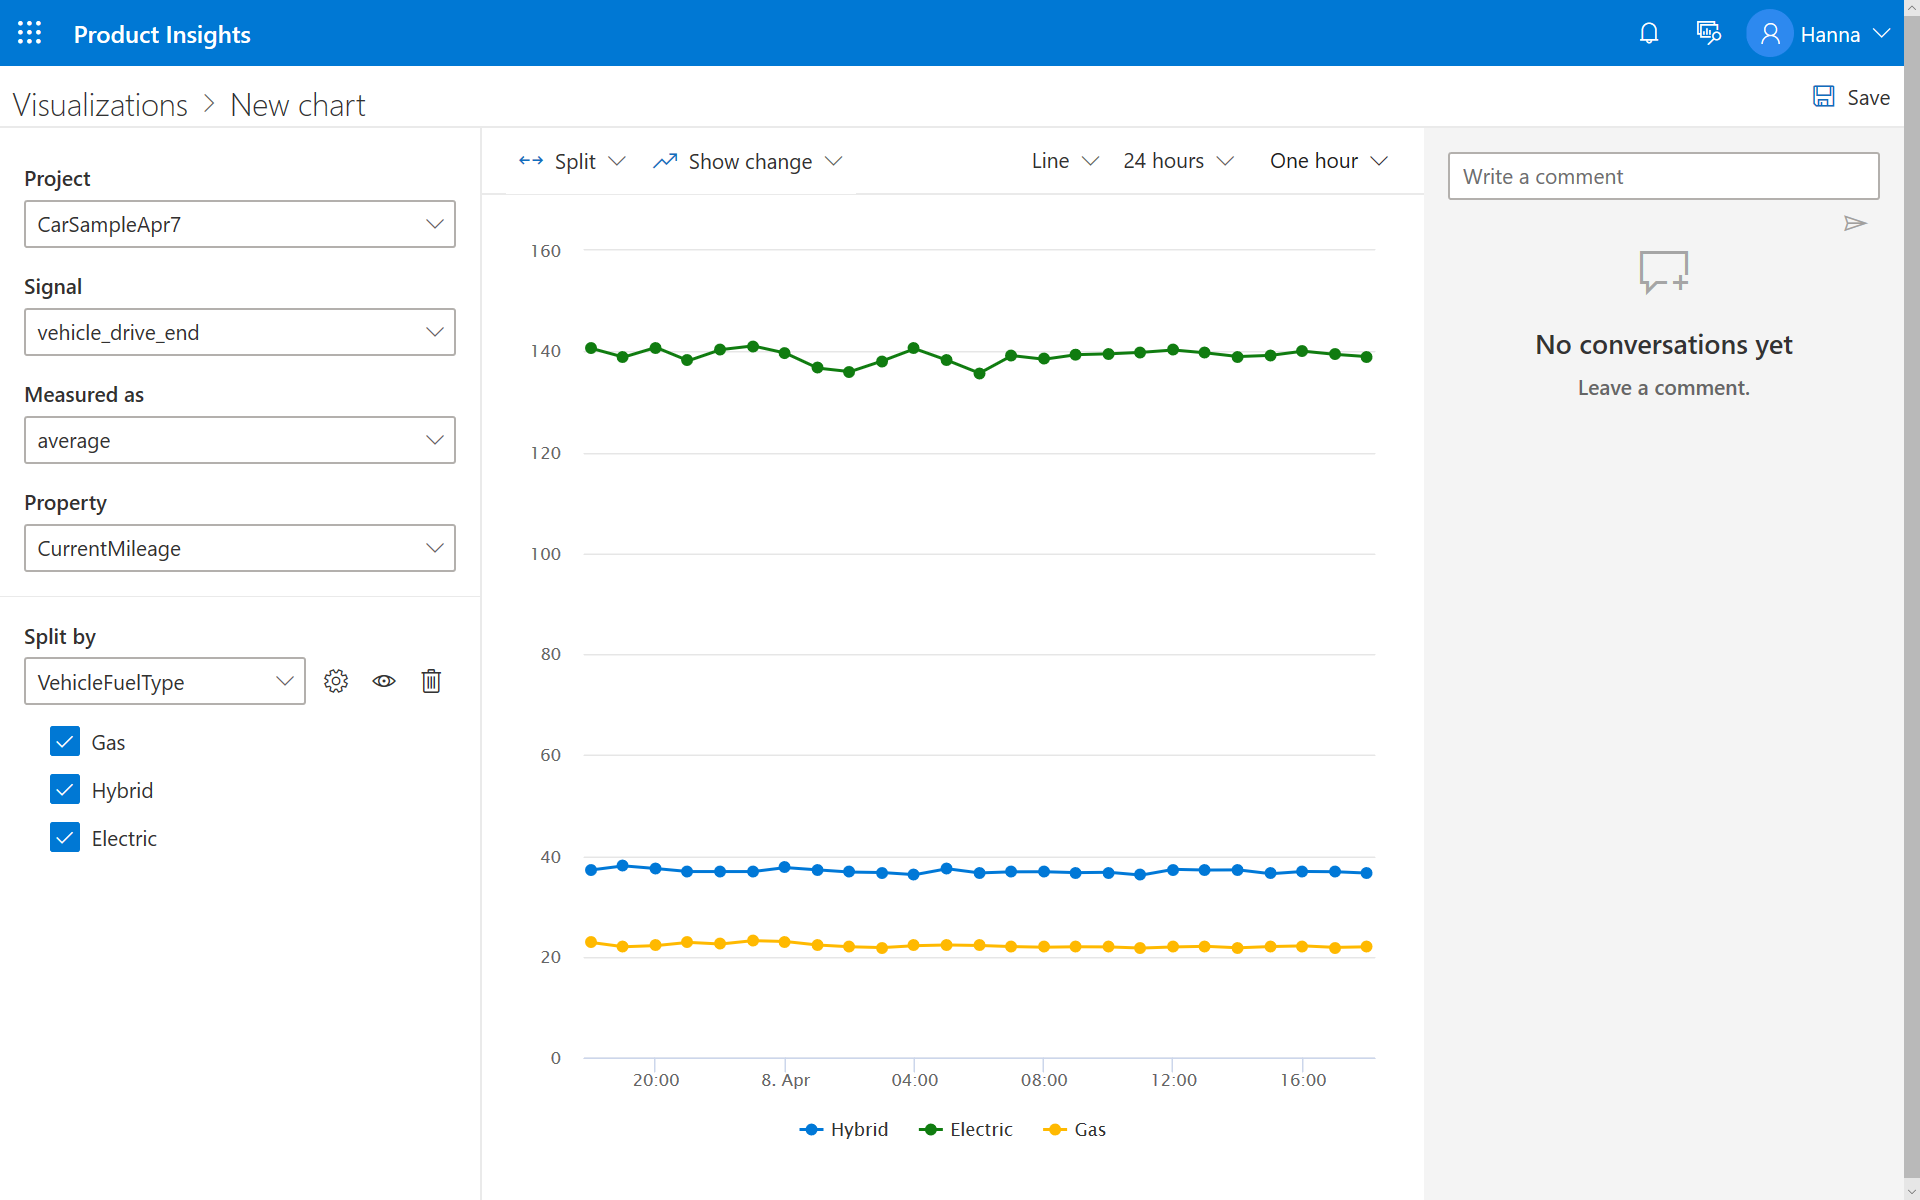 Product Insights
Hanna
Visualizations > New chart
Save
Project
CarSampleApr7
Signal
vehicle_drive_end
Measured as
average
Property
CurrentMileage
Split by
VehicleFuelType
Gas
Hybrid
Electric
Split
Show change
Line
24 hours
One hour
160
140
120
100
80
60
40
20
0
20:00
8. Apr
04:00
08:00
12:00
16:00
Hybrid
Electric
Gas
Write a comment
No conversations yet
Leave a comment.